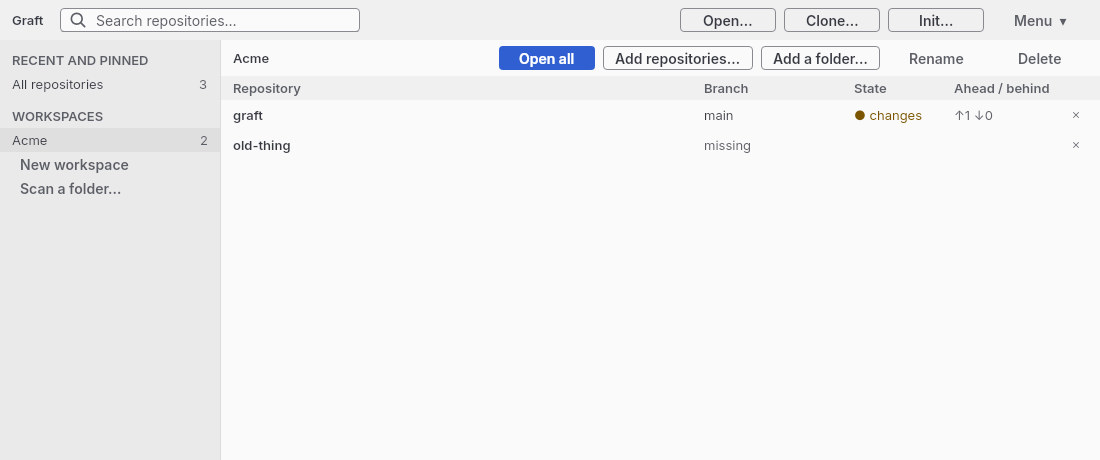 Graft
Search repositories...
Open...
Clone...
Init...
Menu ▾
RECENT AND PINNED
All repositories 3
WORKSPACES
Acme 2
New workspace
Scan a folder...
Acme
Open all
Add repositories...
Add a folder...
Rename
Delete
Repository Branch State Ahead / behind
graft main ● changes ↑1 ↓0 ×
old-thing missing ×